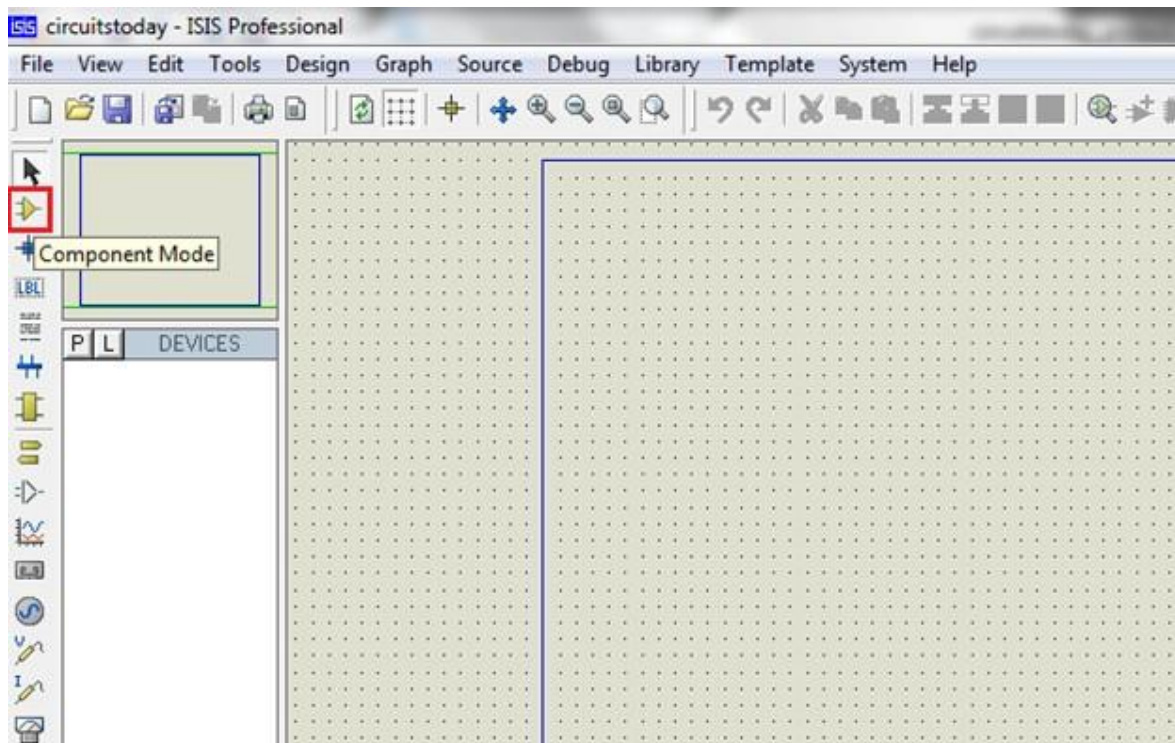 ISIS circuitstoday - ISIS Professional
File View Edit Tools Design Graph Source Debug Library Template System Help
Component Mode
LBL
P L DEVICES
V
I